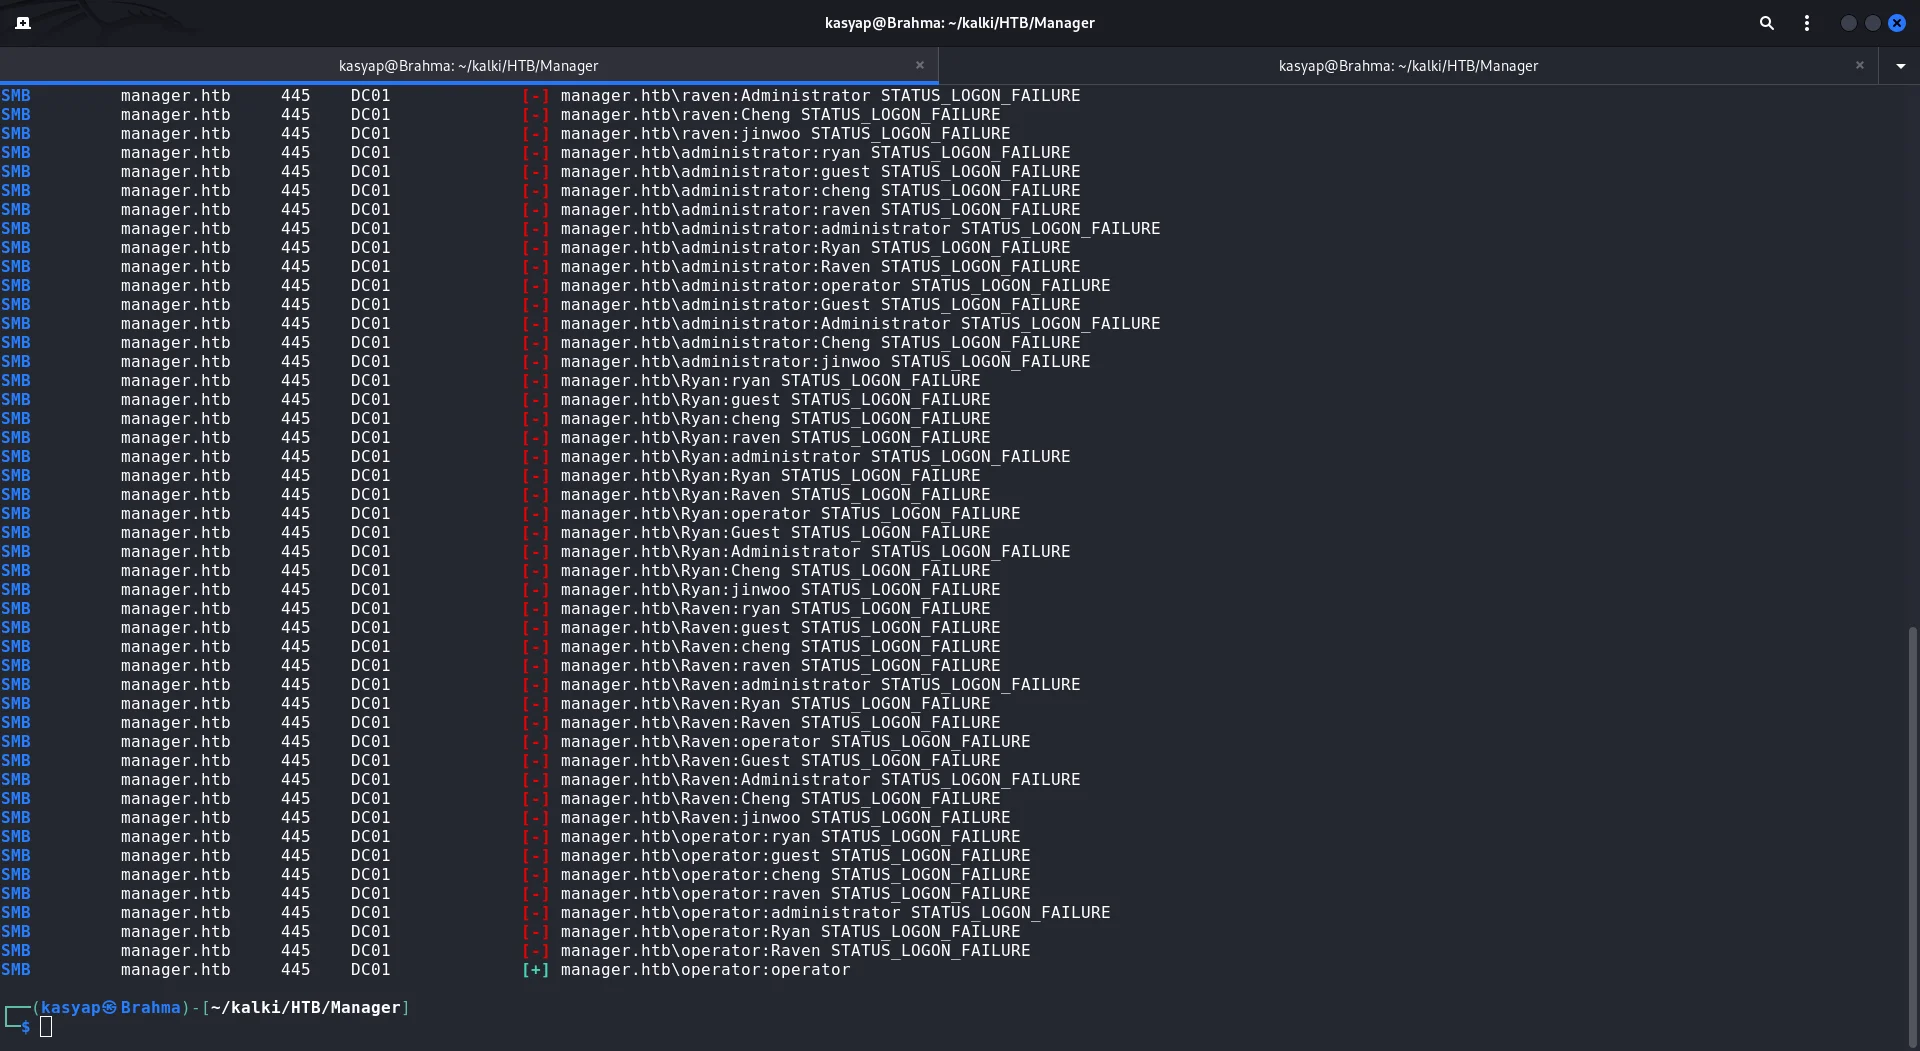 kasyap@Brahma: ~/kalki/HTB/Manager
kasyap@Brahma: ~/kalki/HTB/Manager
kasyap@Brahma: ~/kalki/HTB/Manager
SMB manager.htb 445 DC01 [-] manager.htb\raven:Administrator STATUS_LOGON_FAILURE
SMB manager.htb 445 DC01 [-] manager.htb\raven:Cheng STATUS_LOGON_FAILURE
SMB manager.htb 445 DC01 [-] manager.htb\raven:jinwoo STATUS_LOGON_FAILURE
SMB manager.htb 445 DC01 [-] manager.htb\administrator:ryan STATUS_LOGON_FAILURE
SMB manager.htb 445 DC01 [-] manager.htb\administrator:guest STATUS_LOGON_FAILURE
SMB manager.htb 445 DC01 [-] manager.htb\administrator:cheng STATUS_LOGON_FAILURE
SMB manager.htb 445 DC01 [-] manager.htb\administrator:raven STATUS_LOGON_FAILURE
SMB manager.htb 445 DC01 [-] manager.htb\administrator:administrator STATUS_LOGON_FAILURE
SMB manager.htb 445 DC01 [-] manager.htb\administrator:Ryan STATUS_LOGON_FAILURE
SMB manager.htb 445 DC01 [-] manager.htb\administrator:Raven STATUS_LOGON_FAILURE
SMB manager.htb 445 DC01 [-] manager.htb\administrator:operator STATUS_LOGON_FAILURE
SMB manager.htb 445 DC01 [-] manager.htb\administrator:Guest STATUS_LOGON_FAILURE
SMB manager.htb 445 DC01 [-] manager.htb\administrator:Administrator STATUS_LOGON_FAILURE
SMB manager.htb 445 DC01 [-] manager.htb\administrator:Cheng STATUS_LOGON_FAILURE
SMB manager.htb 445 DC01 [-] manager.htb\administrator:jinwoo STATUS_LOGON_FAILURE
SMB manager.htb 445 DC01 [-] manager.htb\Ryan:ryan STATUS_LOGON_FAILURE
SMB manager.htb 445 DC01 [-] manager.htb\Ryan:guest STATUS_LOGON_FAILURE
SMB manager.htb 445 DC01 [-] manager.htb\Ryan:cheng STATUS_LOGON_FAILURE
SMB manager.htb 445 DC01 [-] manager.htb\Ryan:raven STATUS_LOGON_FAILURE
SMB manager.htb 445 DC01 [-] manager.htb\Ryan:administrator STATUS_LOGON_FAILURE
SMB manager.htb 445 DC01 [-] manager.htb\Ryan:Ryan STATUS_LOGON_FAILURE
SMB manager.htb 445 DC01 [-] manager.htb\Ryan:Raven STATUS_LOGON_FAILURE
SMB manager.htb 445 DC01 [-] manager.htb\Ryan:operator STATUS_LOGON_FAILURE
SMB manager.htb 445 DC01 [-] manager.htb\Ryan:Guest STATUS_LOGON_FAILURE
SMB manager.htb 445 DC01 [-] manager.htb\Ryan:Administrator STATUS_LOGON_FAILURE
SMB manager.htb 445 DC01 [-] manager.htb\Ryan:Cheng STATUS_LOGON_FAILURE
SMB manager.htb 445 DC01 [-] manager.htb\Ryan:jinwoo STATUS_LOGON_FAILURE
SMB manager.htb 445 DC01 [-] manager.htb\Raven:ryan STATUS_LOGON_FAILURE
SMB manager.htb 445 DC01 [-] manager.htb\Raven:guest STATUS_LOGON_FAILURE
SMB manager.htb 445 DC01 [-] manager.htb\Raven:cheng STATUS_LOGON_FAILURE
SMB manager.htb 445 DC01 [-] manager.htb\Raven:raven STATUS_LOGON_FAILURE
SMB manager.htb 445 DC01 [-] manager.htb\Raven:administrator STATUS_LOGON_FAILURE
SMB manager.htb 445 DC01 [-] manager.htb\Raven:Ryan STATUS_LOGON_FAILURE
SMB manager.htb 445 DC01 [-] manager.htb\Raven:Raven STATUS_LOGON_FAILURE
SMB manager.htb 445 DC01 [-] manager.htb\Raven:operator STATUS_LOGON_FAILURE
SMB manager.htb 445 DC01 [-] manager.htb\Raven:Guest STATUS_LOGON_FAILURE
SMB manager.htb 445 DC01 [-] manager.htb\Raven:Administrator STATUS_LOGON_FAILURE
SMB manager.htb 445 DC01 [-] manager.htb\Raven:Cheng STATUS_LOGON_FAILURE
SMB manager.htb 445 DC01 [-] manager.htb\Raven:jinwoo STATUS_LOGON_FAILURE
SMB manager.htb 445 DC01 [-] manager.htb\operator:ryan STATUS_LOGON_FAILURE
SMB manager.htb 445 DC01 [-] manager.htb\operator:guest STATUS_LOGON_FAILURE
SMB manager.htb 445 DC01 [-] manager.htb\operator:cheng STATUS_LOGON_FAILURE
SMB manager.htb 445 DC01 [-] manager.htb\operator:raven STATUS_LOGON_FAILURE
SMB manager.htb 445 DC01 [-] manager.htb\operator:administrator STATUS_LOGON_FAILURE
SMB manager.htb 445 DC01 [-] manager.htb\operator:Ryan STATUS_LOGON_FAILURE
SMB manager.htb 445 DC01 [-] manager.htb\operator:Raven STATUS_LOGON_FAILURE
SMB manager.htb 445 DC01 [+] manager.htb\operator:operator
┌──(kasyap㉿Brahma)-[~/kalki/HTB/Manager]
└─$